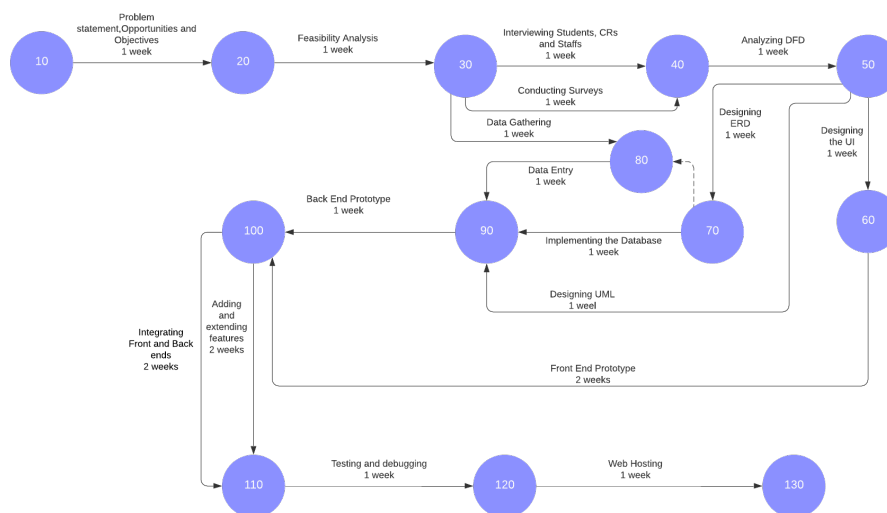 Problem
statement,Opportunities and
Objectives
1 week
10
20
Feasibility Analysis
1 week
30
Interviewing Students, CRs
and Staffs
1 week
40
Analyzing DFD
1 week
50
Conducting Surveys
1 week
Data Gathering
1 week
80
Designing
ERD
1 week
Designing
the UI
1 week
Data Entry
1 week
60
Back End Prototype
1 week
100
90
70
Implementing the Database
1 week
Designing UML
1 weel
Adding
and
extending
features
2 weeks
Integrating
Front and Back
ends
2 weeks
Front End Prototype
2 weeks
110
Testing and debugging
1 week
120
Web Hosting
1 week
130